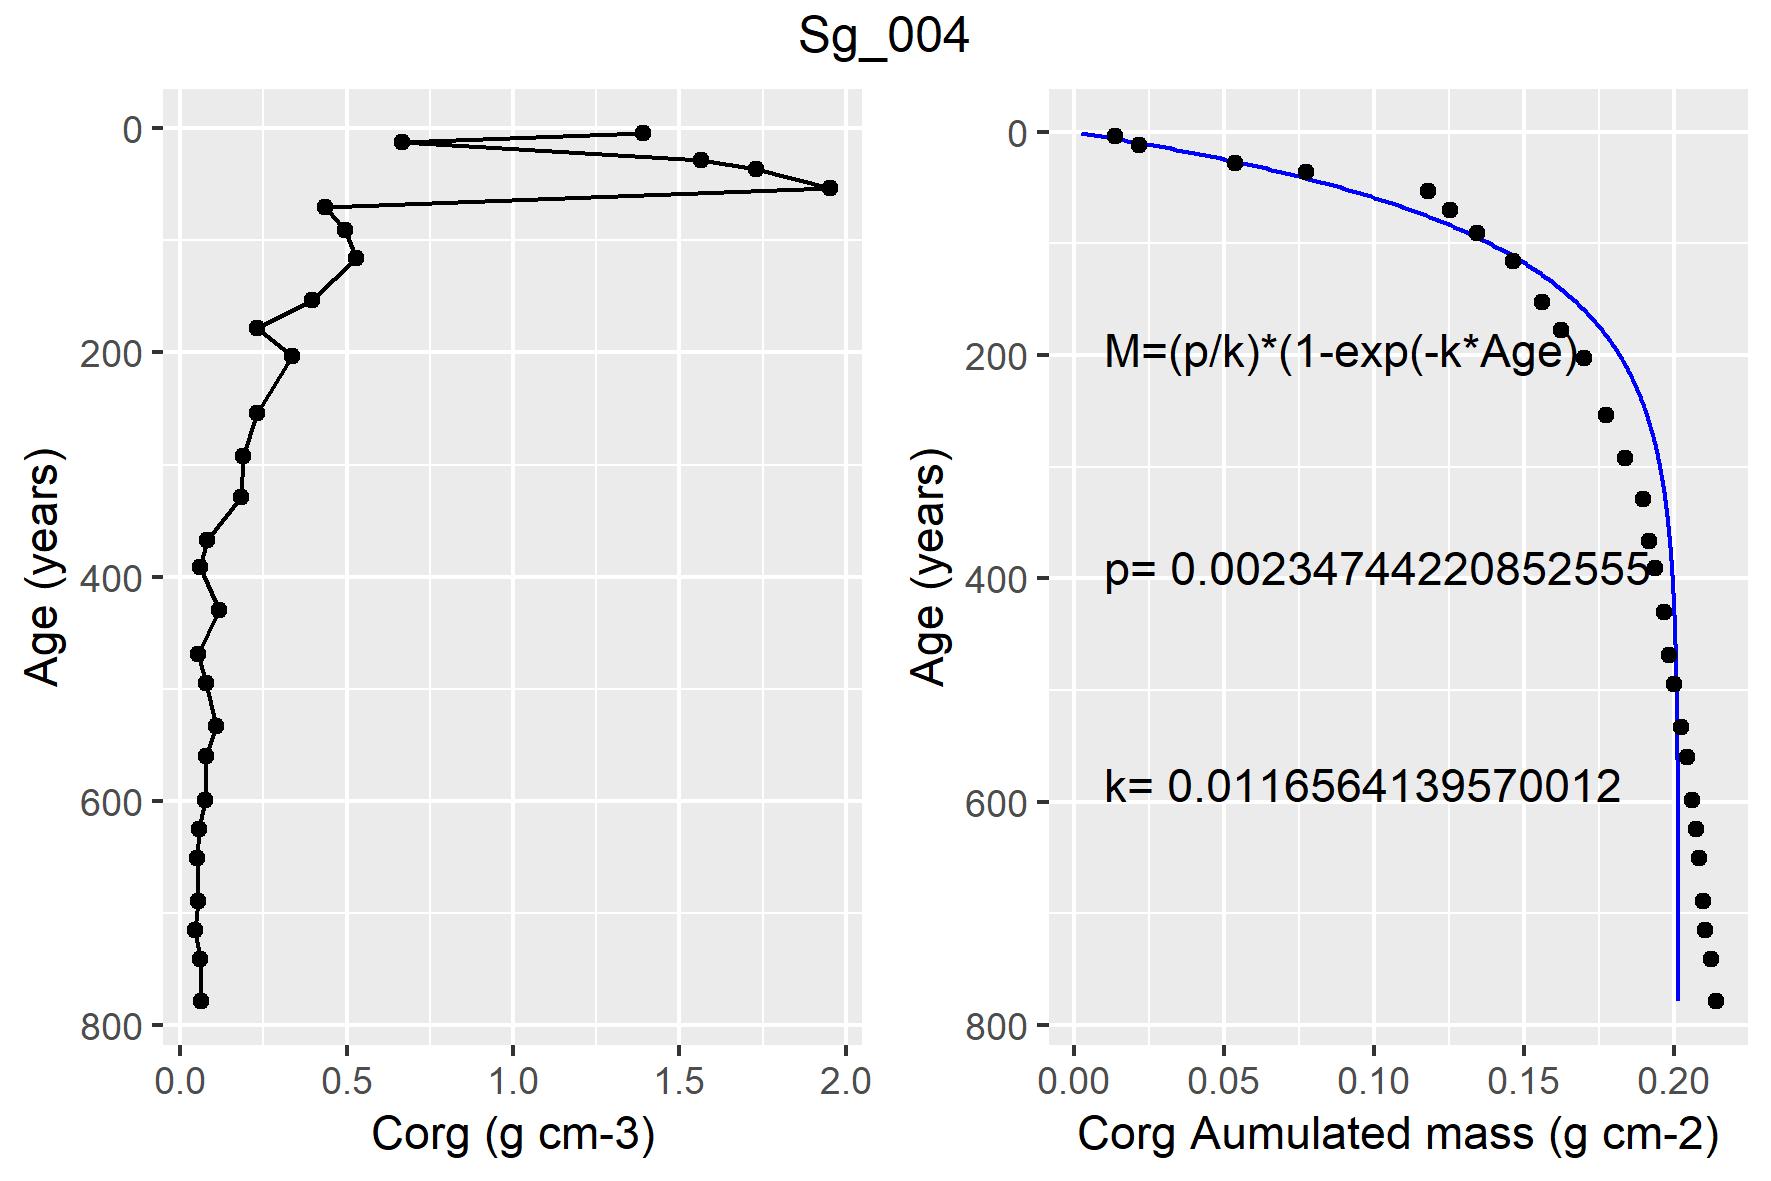 Sg_004
0
200
400
600
800
Age (years)
0.0 0.5 1.0 1.5 2.0
Corg (g cm-3)
0
200
400
600
800
Age (years)
M=(p/k)*(1-exp(-k*Age)
p= 0.00234744220852555
k= 0.0116564139570012
0.00 0.05 0.10 0.15 0.20
Corg Aumulated mass (g cm-2)